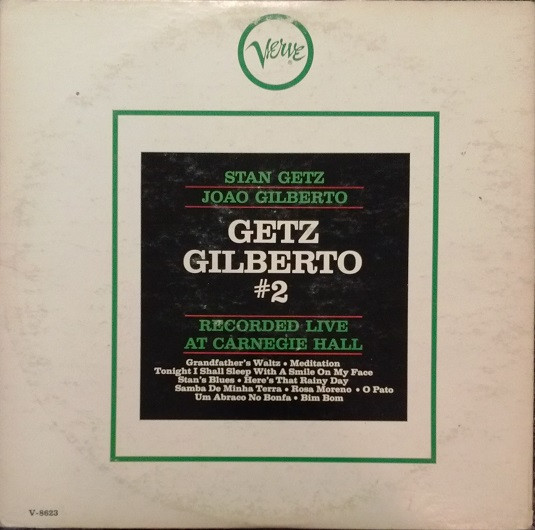 Verve
STAN GETZ
JOAO GILBERTO
GETZ
GILBERTO
#2
RECORDED LIVE
AT CARNEGIE HALL
Grandfather's Waltz • Meditation
Tonight I Shall Sleep With A Smile On My Face
Stan's Blues • Here's That Rainy Day
Samba De Minha Terra • Rosa Moreno • O Pato
Um Abraco No Bonfa • Bim Bom
V-8623